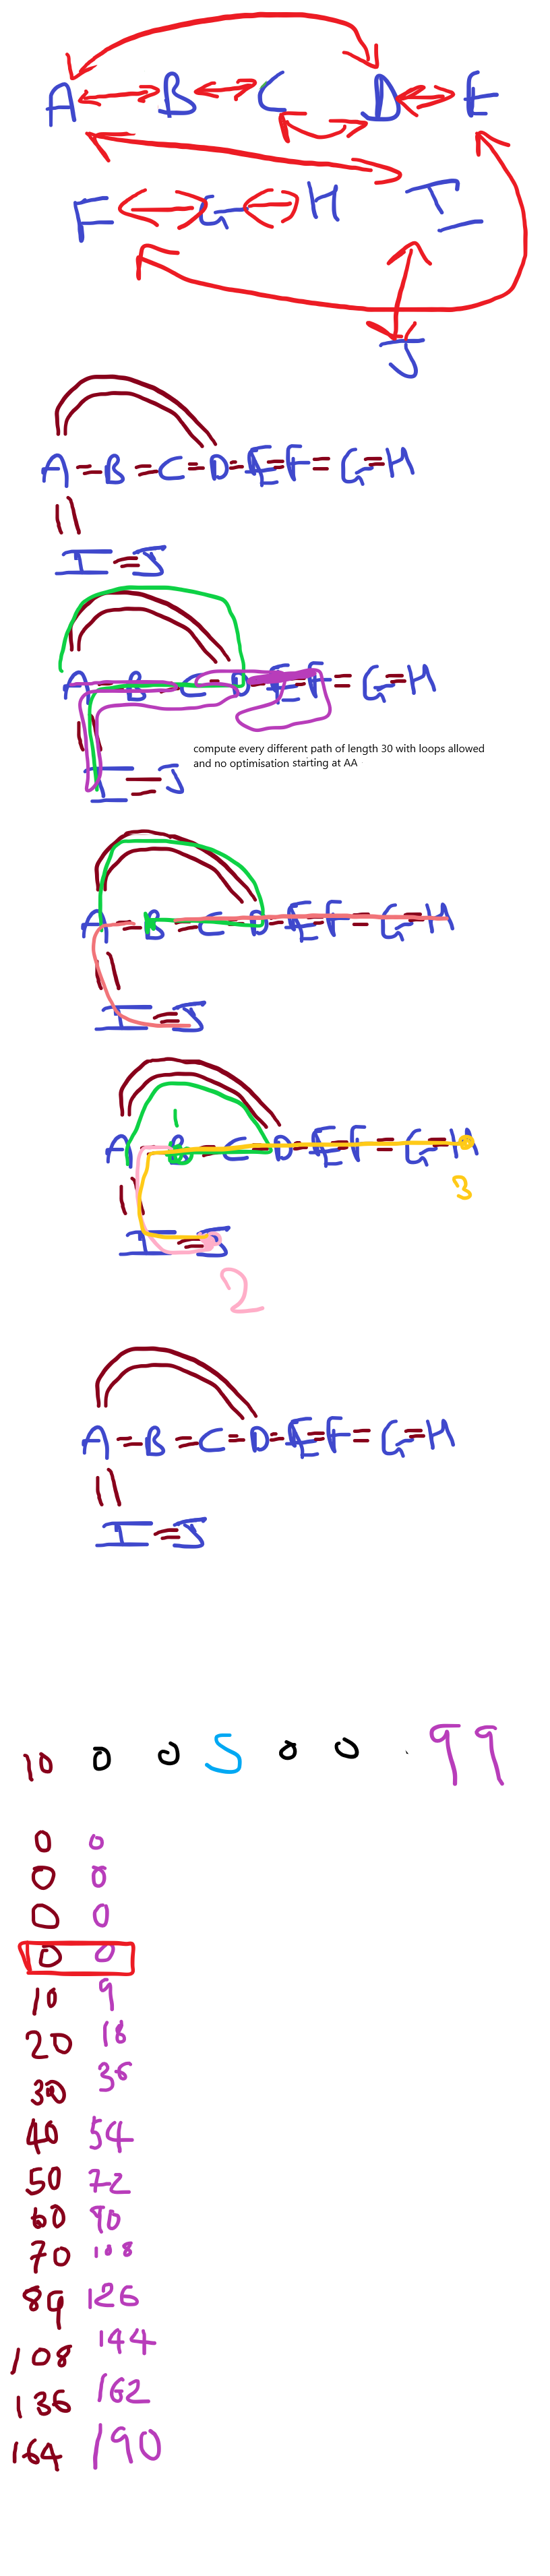 A B C D E
F G H I
J
A = B = C = D = E = F = G = H
I = J
A = B = C = D = E = F = G = H
compute every different path of length 30 with loops allowed
and no optimisation starting at AA
I = J
A = B = C = D = E = F = G = H
I = J
1
A = B = C = D = E = F = G = H
3
I = J
2
A = B = C = D = E = F = G = H
I = J
10 0 0 S 0 0 . 99
0 0
0 0
0 0
0 0
10 9
20 18
30 36
40 54
50 72
60 90
70 108
89 126
108 144
136 162
164 190